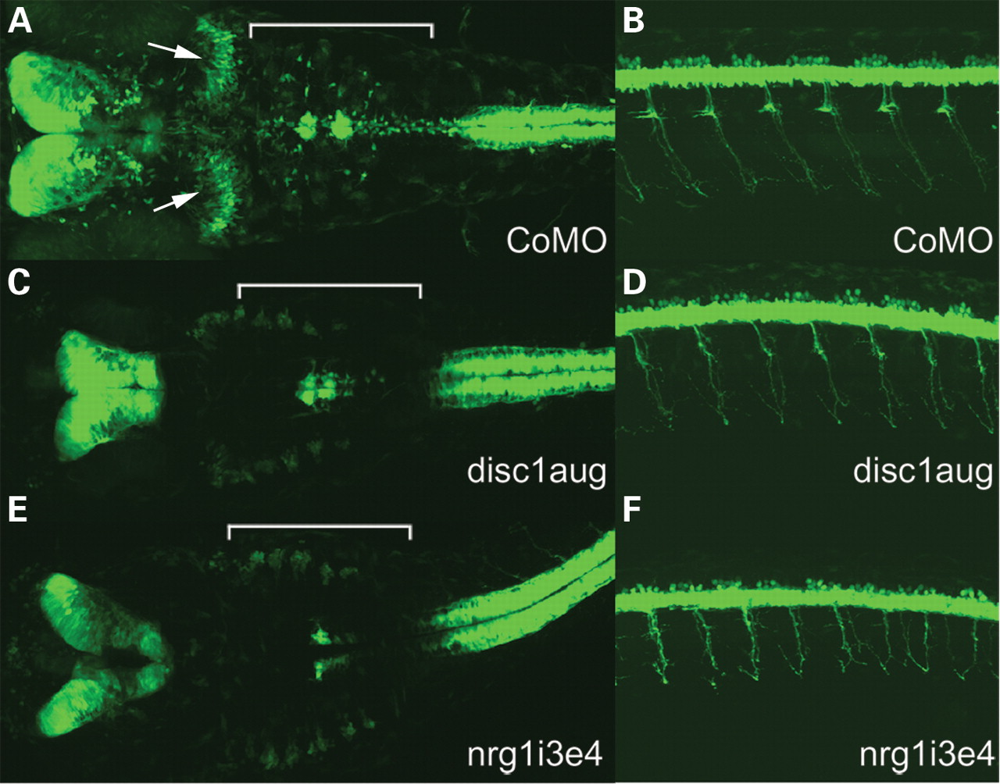 A
B
CoMO
CoMO
C
D
disc1aug
disc1aug
E
F
nrg1i3e4
nrg1i3e4